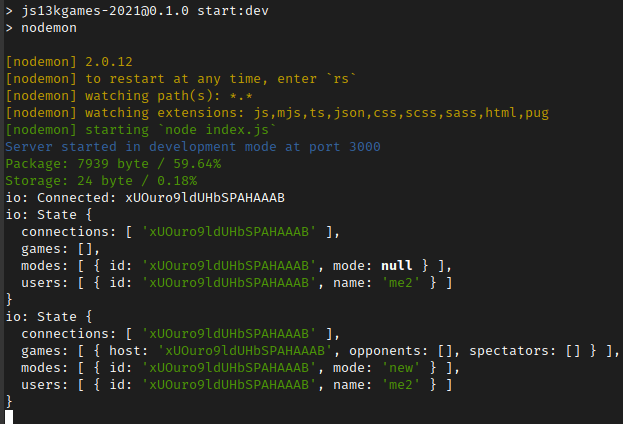 > js13kgames-2021@0.1.0 start:dev
> nodemon
[nodemon] 2.0.12
[nodemon] to restart at any time, enter `rs`
[nodemon] watching path(s): *.*
[nodemon] watching extensions: js,mjs,ts,json,css,scss,sass,html,pug
[nodemon] starting `node index.js`
Server started in development mode at port 3000
Package: 7939 byte / 59.64%
Storage: 24 byte / 0.18%
io: Connected: xUOuro9ldUHbSPAHAAAB
io: State {
  connections: [ 'xUOuro9ldUHbSPAHAAAB' ],
  games: [],
  modes: [ { id: 'xUOuro9ldUHbSPAHAAAB', mode: null } ],
  users: [ { id: 'xUOuro9ldUHbSPAHAAAB', name: 'me2' } ]
}
io: State {
  connections: [ 'xUOuro9ldUHbSPAHAAAB' ],
  games: [ { host: 'xUOuro9ldUHbSPAHAAAB', opponents: [], spectators: [] } ],
  modes: [ { id: 'xUOuro9ldUHbSPAHAAAB', mode: 'new' } ],
  users: [ { id: 'xUOuro9ldUHbSPAHAAAB', name: 'me2' } ]
}